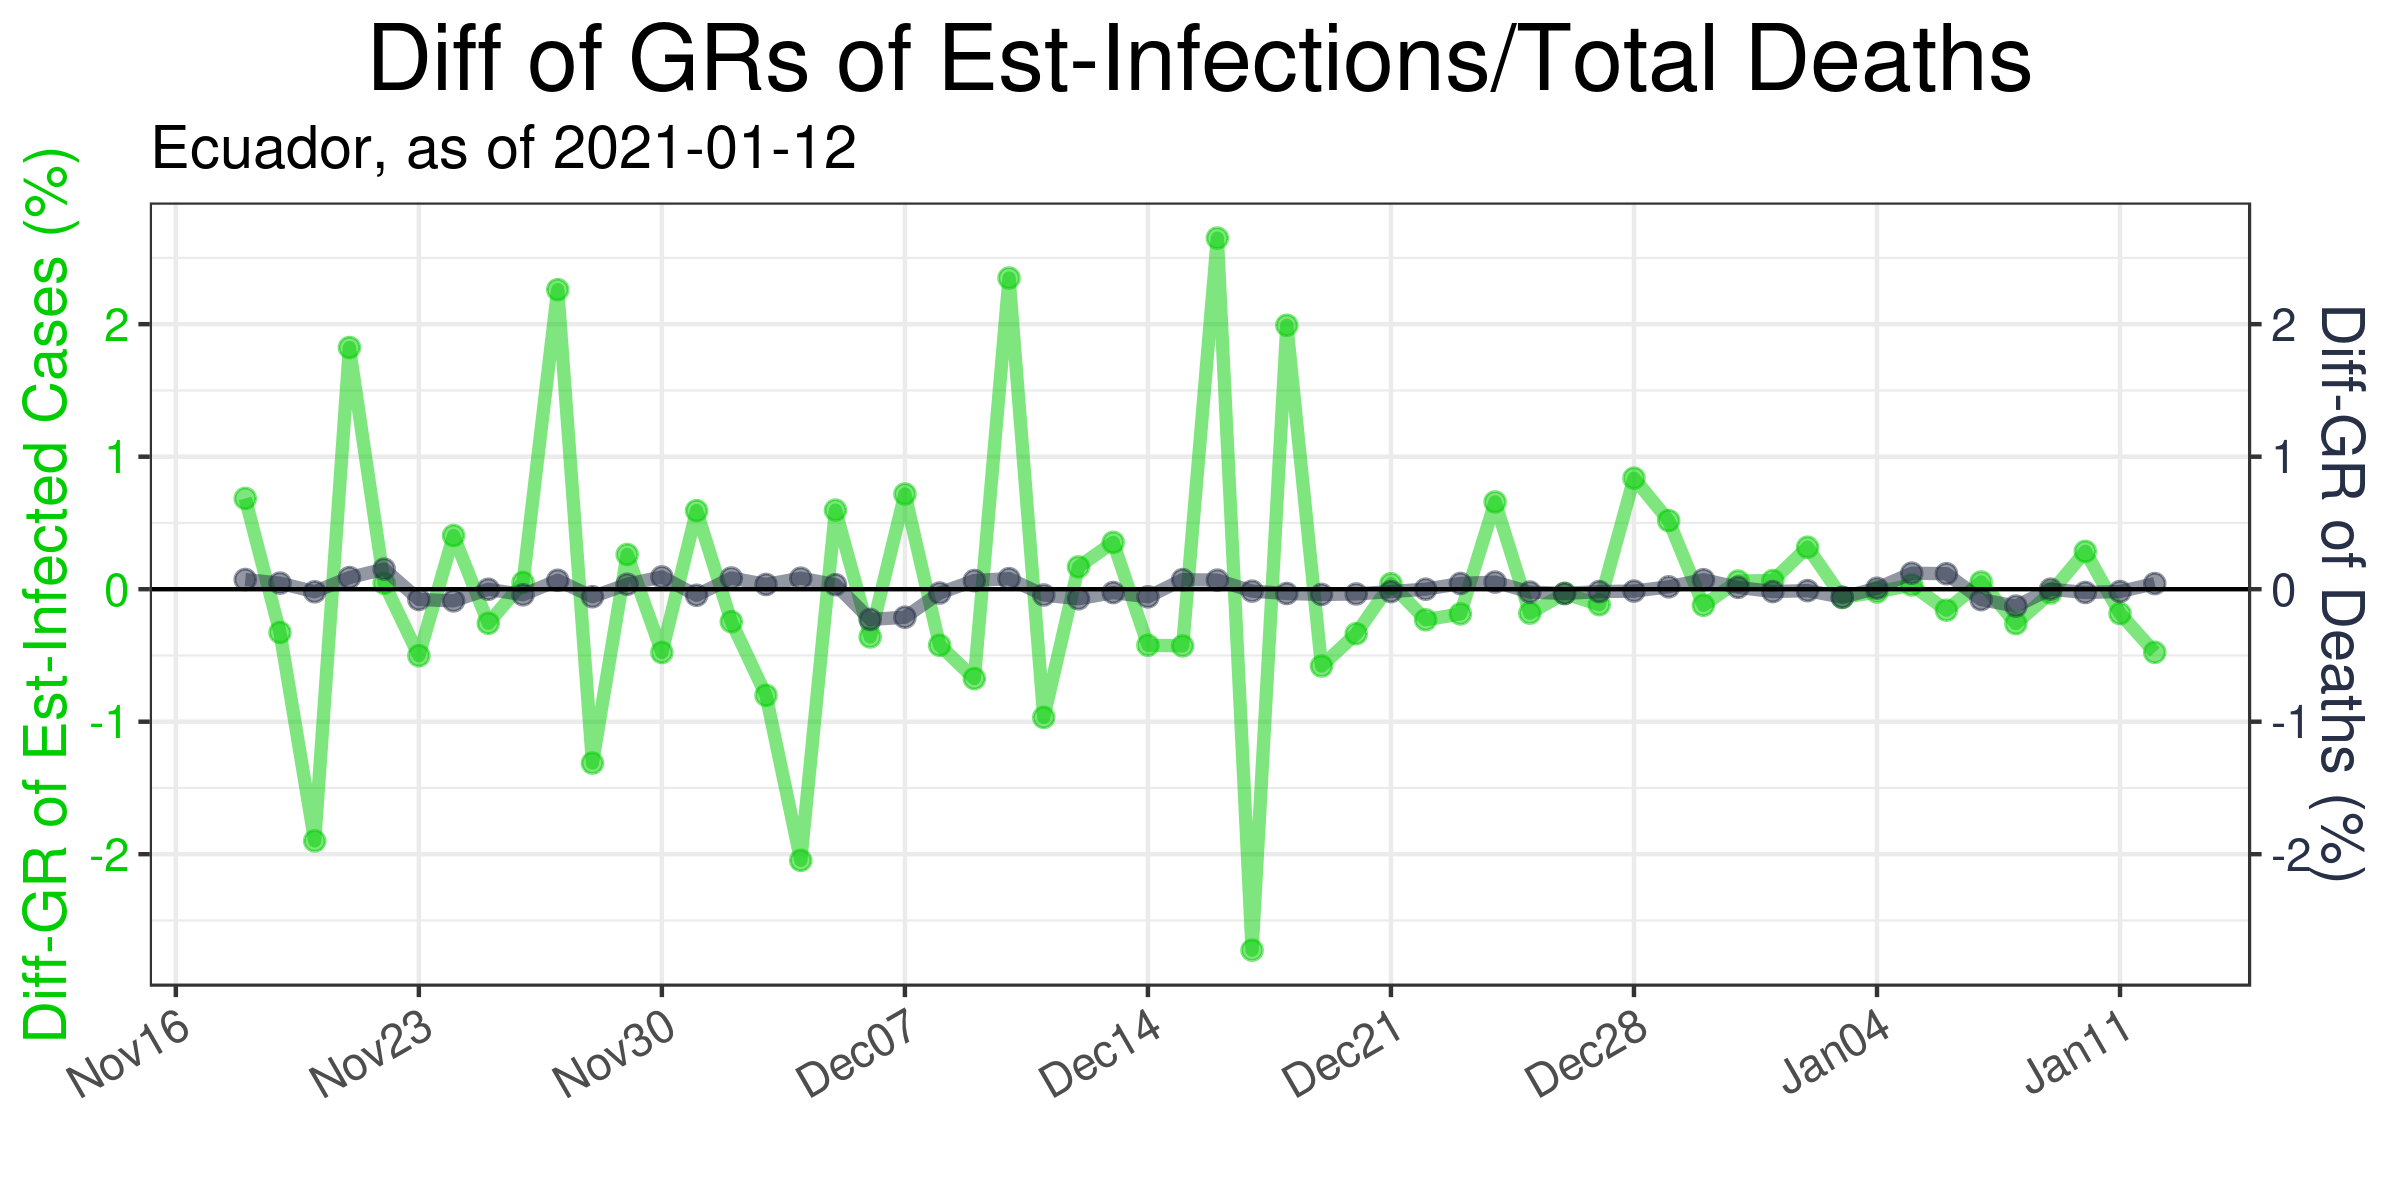 Diff of GRs of Est-Infections/Total Deaths
Ecuador, as of 2021-01-12
Diff-GR of Est-Infected Cases (%)
2
1
0
-1
-2
2
1
0
-1
-2
Diff-GR of Deaths (%)
Nov16 Nov23 Nov30 Dec07 Dec14 Dec21 Dec28 Jan04 Jan11